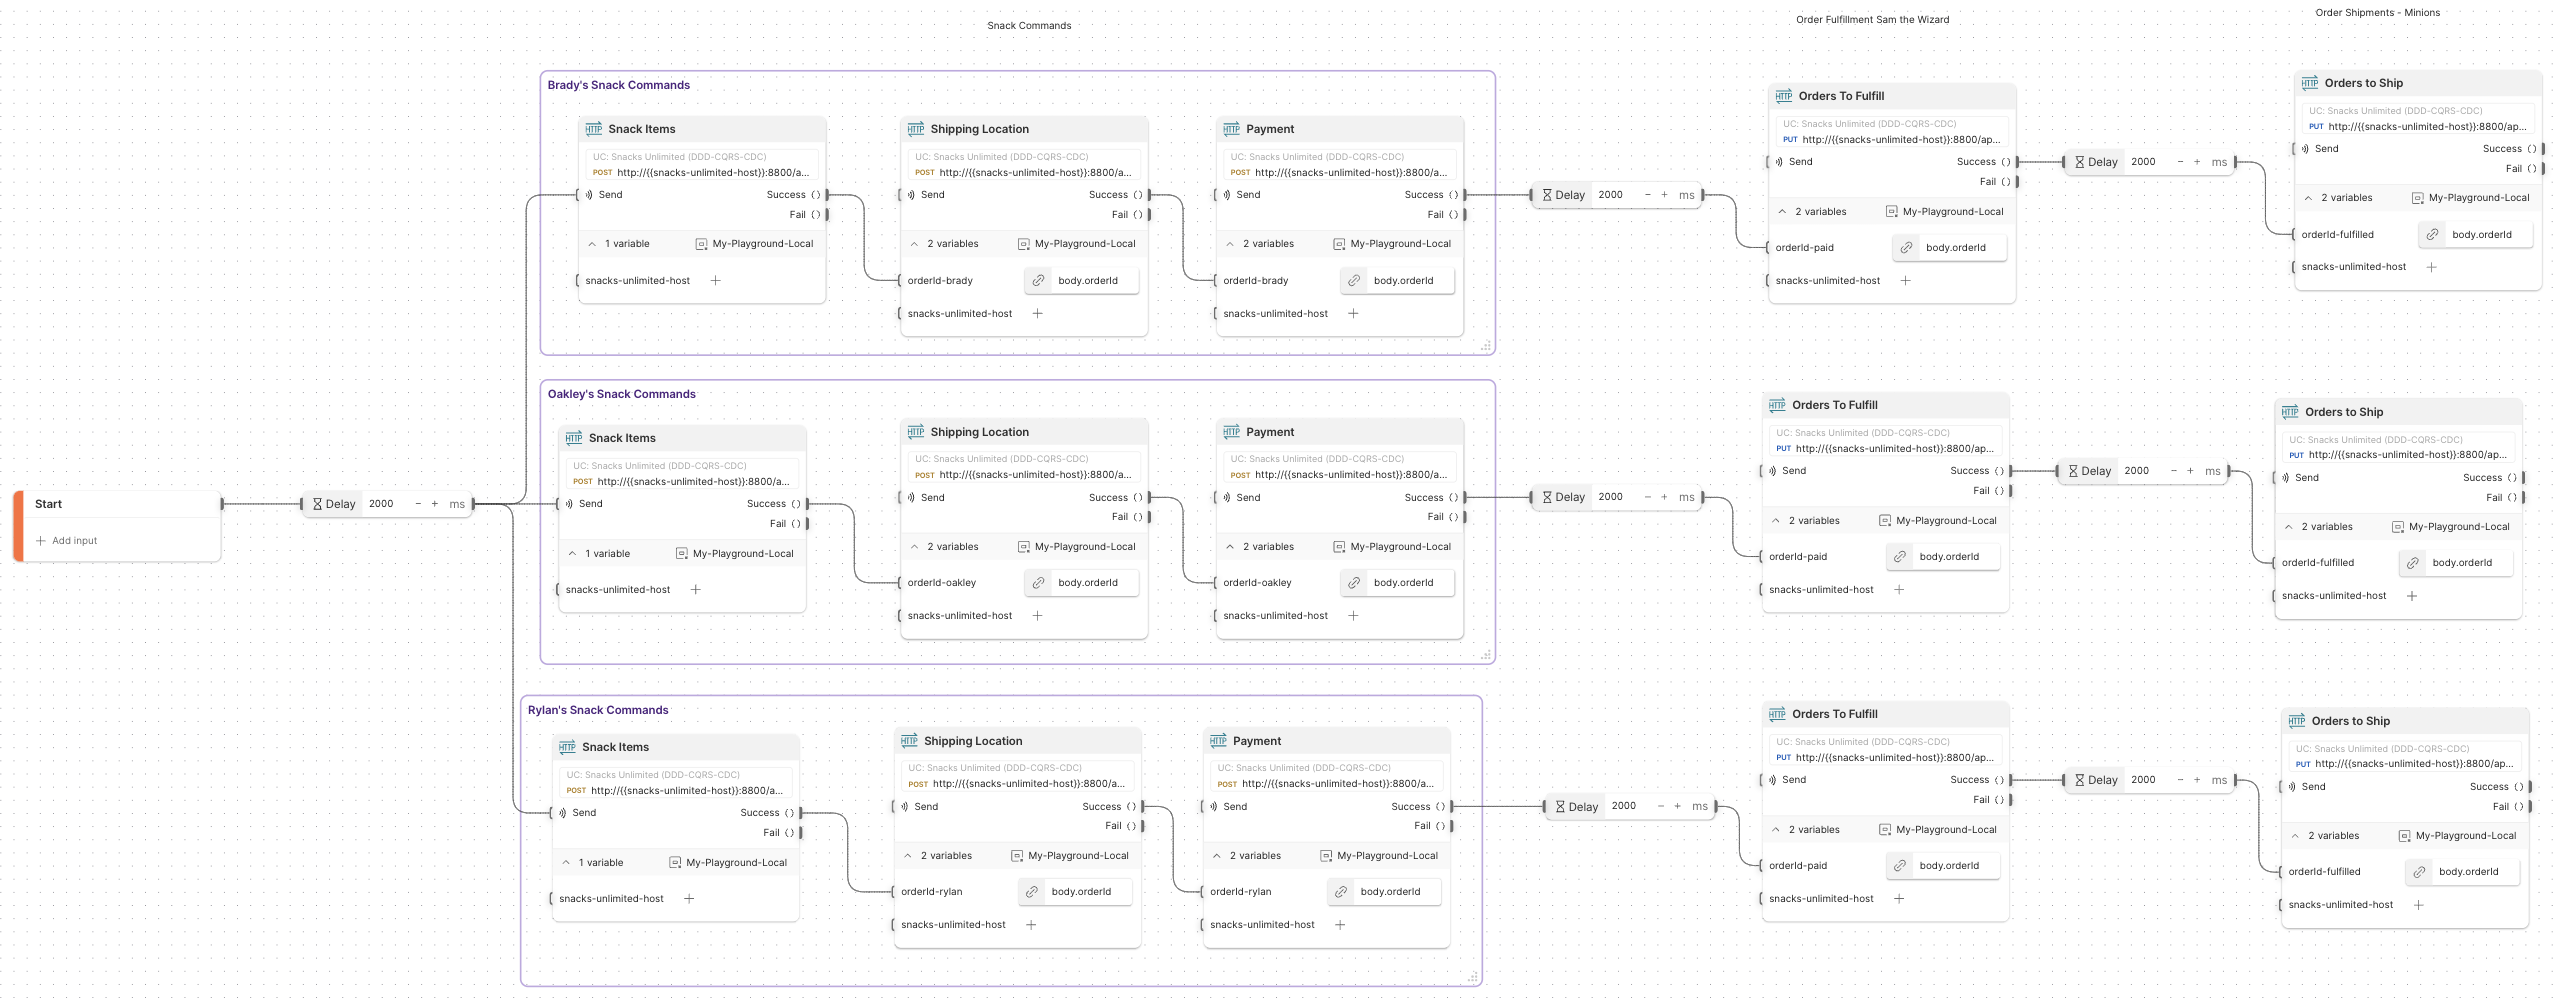 Snack Commands
Order Fulfillment Sam the Wizard
Order Shipments - Minions
Start
Add input
Delay 2000 − + ms
Brady's Snack Commands
HTTP Snack Items
UC: Snacks Unlimited (DDD-CQRS-CDC)
POST http://{{snacks-unlimited-host}}:8800/a...
Send Success ()
Fail ()
1 variable My-Playground-Local
snacks-unlimited-host +
HTTP Shipping Location
UC: Snacks Unlimited (DDD-CQRS-CDC)
POST http://{{snacks-unlimited-host}}:8800/a...
Send Success ()
Fail ()
2 variables My-Playground-Local
orderId-brady body.orderId
snacks-unlimited-host +
HTTP Payment
UC: Snacks Unlimited (DDD-CQRS-CDC)
POST http://{{snacks-unlimited-host}}:8800/a...
Send Success ()
Fail ()
2 variables My-Playground-Local
orderId-brady body.orderId
snacks-unlimited-host +
Delay 2000 − + ms
HTTP Orders To Fulfill
UC: Snacks Unlimited (DDD-CQRS-CDC)
PUT http://{{snacks-unlimited-host}}:8800/ap...
Send Success ()
Fail ()
2 variables My-Playground-Local
orderId-paid body.orderId
snacks-unlimited-host +
Delay 2000 − + ms
HTTP Orders to Ship
UC: Snacks Unlimited (DDD-CQRS-CDC)
PUT http://{{snacks-unlimited-host}}:8800/ap...
Send Success ()
Fail ()
2 variables My-Playground-Local
orderId-fulfilled body.orderId
snacks-unlimited-host +
Oakley's Snack Commands
HTTP Snack Items
UC: Snacks Unlimited (DDD-CQRS-CDC)
POST http://{{snacks-unlimited-host}}:8800/a...
Send Success ()
Fail ()
1 variable My-Playground-Local
snacks-unlimited-host +
HTTP Shipping Location
UC: Snacks Unlimited (DDD-CQRS-CDC)
POST http://{{snacks-unlimited-host}}:8800/a...
Send Success ()
Fail ()
2 variables My-Playground-Local
orderId-oakley body.orderId
snacks-unlimited-host +
HTTP Payment
UC: Snacks Unlimited (DDD-CQRS-CDC)
POST http://{{snacks-unlimited-host}}:8800/a...
Send Success ()
Fail ()
2 variables My-Playground-Local
orderId-oakley body.orderId
snacks-unlimited-host +
Delay 2000 − + ms
HTTP Orders To Fulfill
UC: Snacks Unlimited (DDD-CQRS-CDC)
PUT http://{{snacks-unlimited-host}}:8800/ap...
Send Success ()
Fail ()
2 variables My-Playground-Local
orderId-paid body.orderId
snacks-unlimited-host +
Delay 2000 − + ms
HTTP Orders to Ship
UC: Snacks Unlimited (DDD-CQRS-CDC)
PUT http://{{snacks-unlimited-host}}:8800/ap...
Send Success ()
Fail ()
2 variables My-Playground-Local
orderId-fulfilled body.orderId
snacks-unlimited-host +
Rylan's Snack Commands
HTTP Snack Items
UC: Snacks Unlimited (DDD-CQRS-CDC)
POST http://{{snacks-unlimited-host}}:8800/a...
Send Success ()
Fail ()
1 variable My-Playground-Local
snacks-unlimited-host +
HTTP Shipping Location
UC: Snacks Unlimited (DDD-CQRS-CDC)
POST http://{{snacks-unlimited-host}}:8800/a...
Send Success ()
Fail ()
2 variables My-Playground-Local
orderId-rylan body.orderId
snacks-unlimited-host +
HTTP Payment
UC: Snacks Unlimited (DDD-CQRS-CDC)
POST http://{{snacks-unlimited-host}}:8800/a...
Send Success ()
Fail ()
2 variables My-Playground-Local
orderId-rylan body.orderId
snacks-unlimited-host +
Delay 2000 − + ms
HTTP Orders To Fulfill
UC: Snacks Unlimited (DDD-CQRS-CDC)
PUT http://{{snacks-unlimited-host}}:8800/ap...
Send Success ()
Fail ()
2 variables My-Playground-Local
orderId-paid body.orderId
snacks-unlimited-host +
Delay 2000 − + ms
HTTP Orders to Ship
UC: Snacks Unlimited (DDD-CQRS-CDC)
PUT http://{{snacks-unlimited-host}}:8800/ap...
Send Success ()
Fail ()
2 variables My-Playground-Local
orderId-fulfilled body.orderId
snacks-unlimited-host +